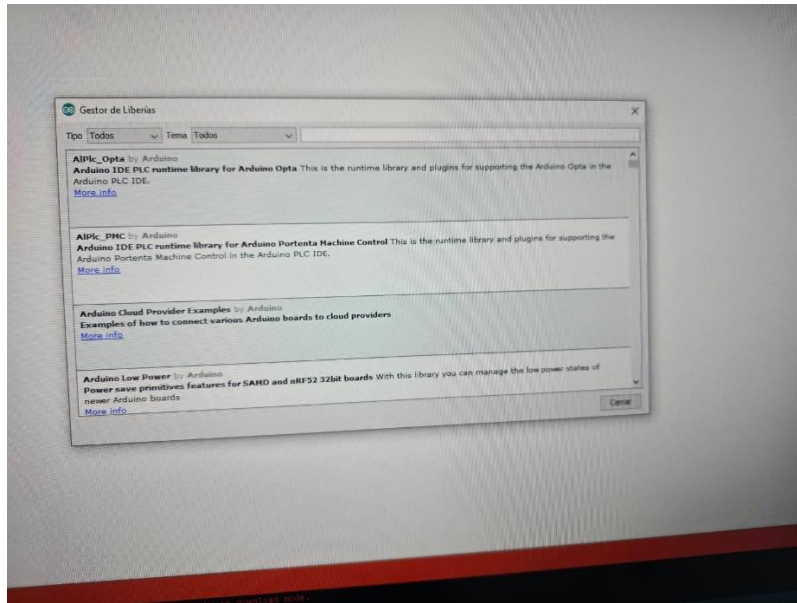 Gestor de Liberías
Tipo Todos Tema Todos
AlPlc_Opta by Arduino
Arduino IDE PLC runtime library for Arduino Opta This is the runtime library and plugins for supporting the Arduino Opta in the
Arduino PLC IDE.
More info
AlPlc_PMC by Arduino
Arduino IDE PLC runtime library for Arduino Portenta Machine Control This is the runtime library and plugins for supporting the
Arduino Portenta Machine Control in the Arduino PLC IDE.
More info
Arduino Cloud Provider Examples by Arduino
Examples of how to connect various Arduino boards to cloud providers
More info
Arduino Low Power by Arduino
Power save primitives features for SAMD and nRF52 32bit boards With this library you can manage the low power states of
newer Arduino boards
More info
Cerrar
download mode.